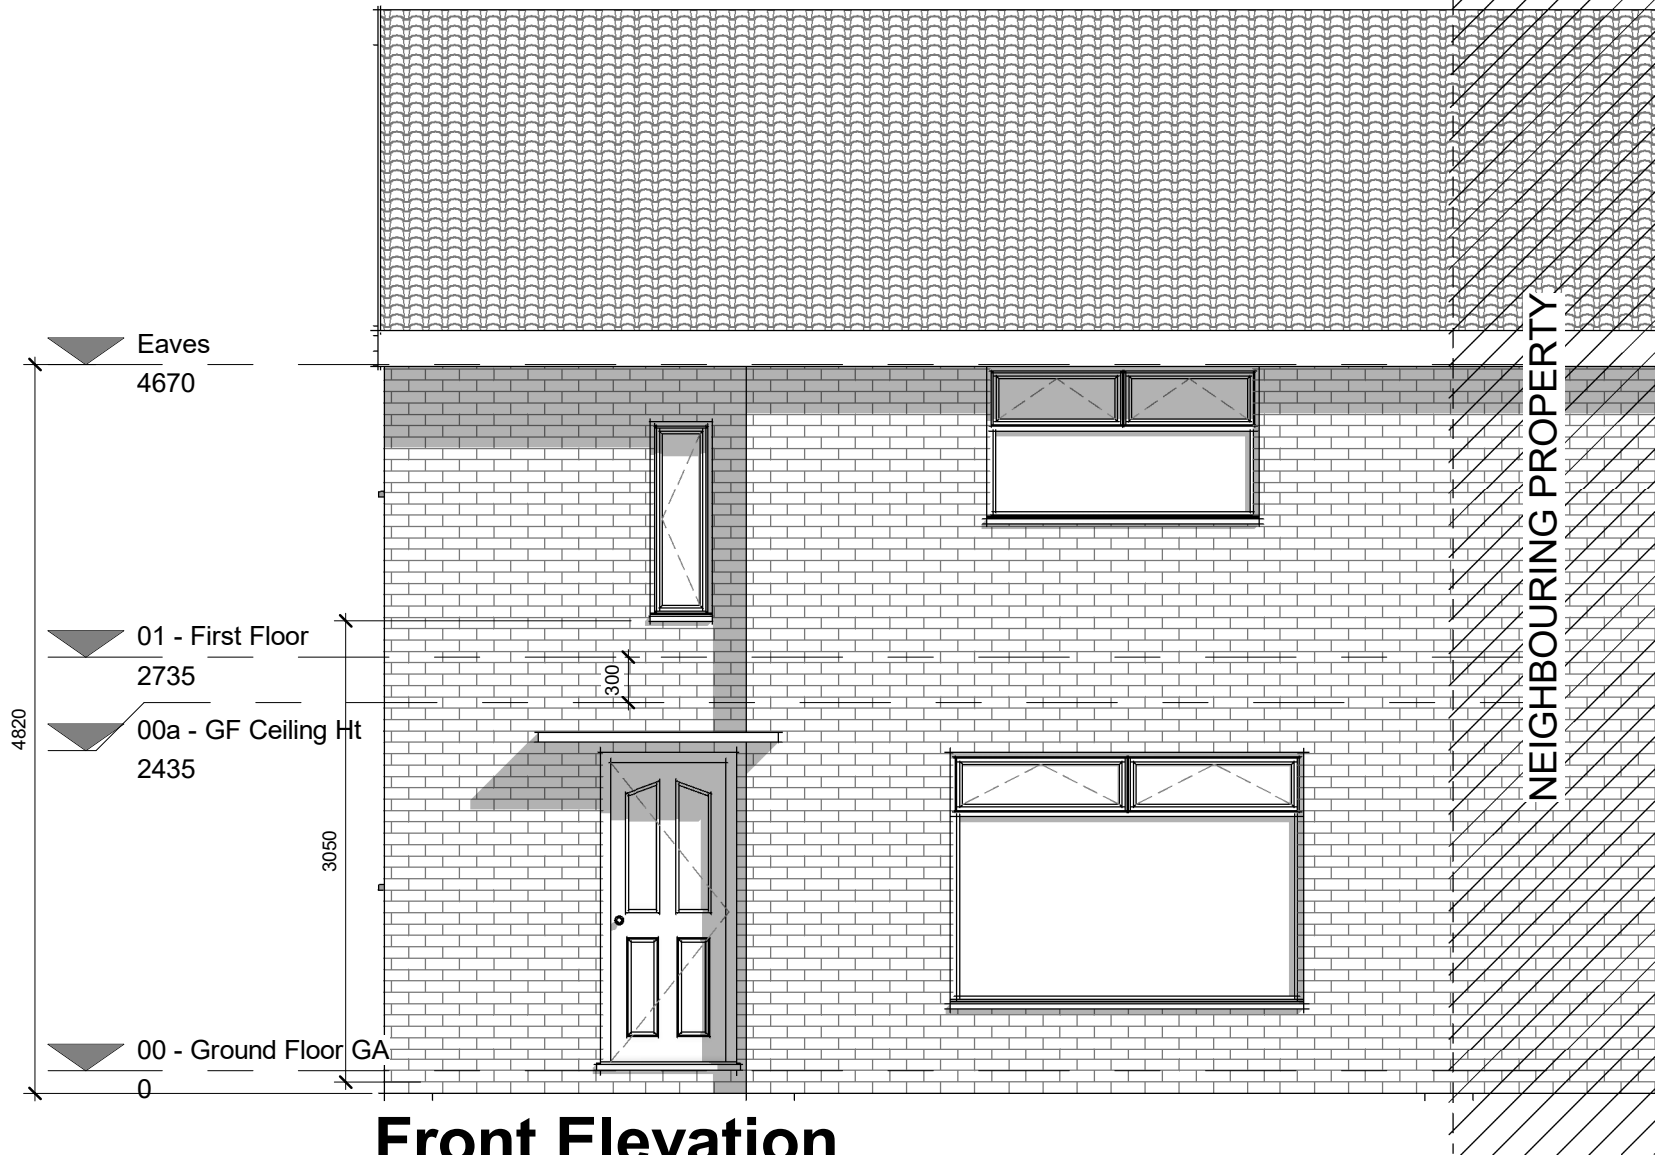 Eaves
4670
01 - First Floor
2735
300
00a - GF Ceiling Ht
2435
4820
3050
00 - Ground Floor GA
0
NEIGHBOURING PROPERTY
Front Elevation